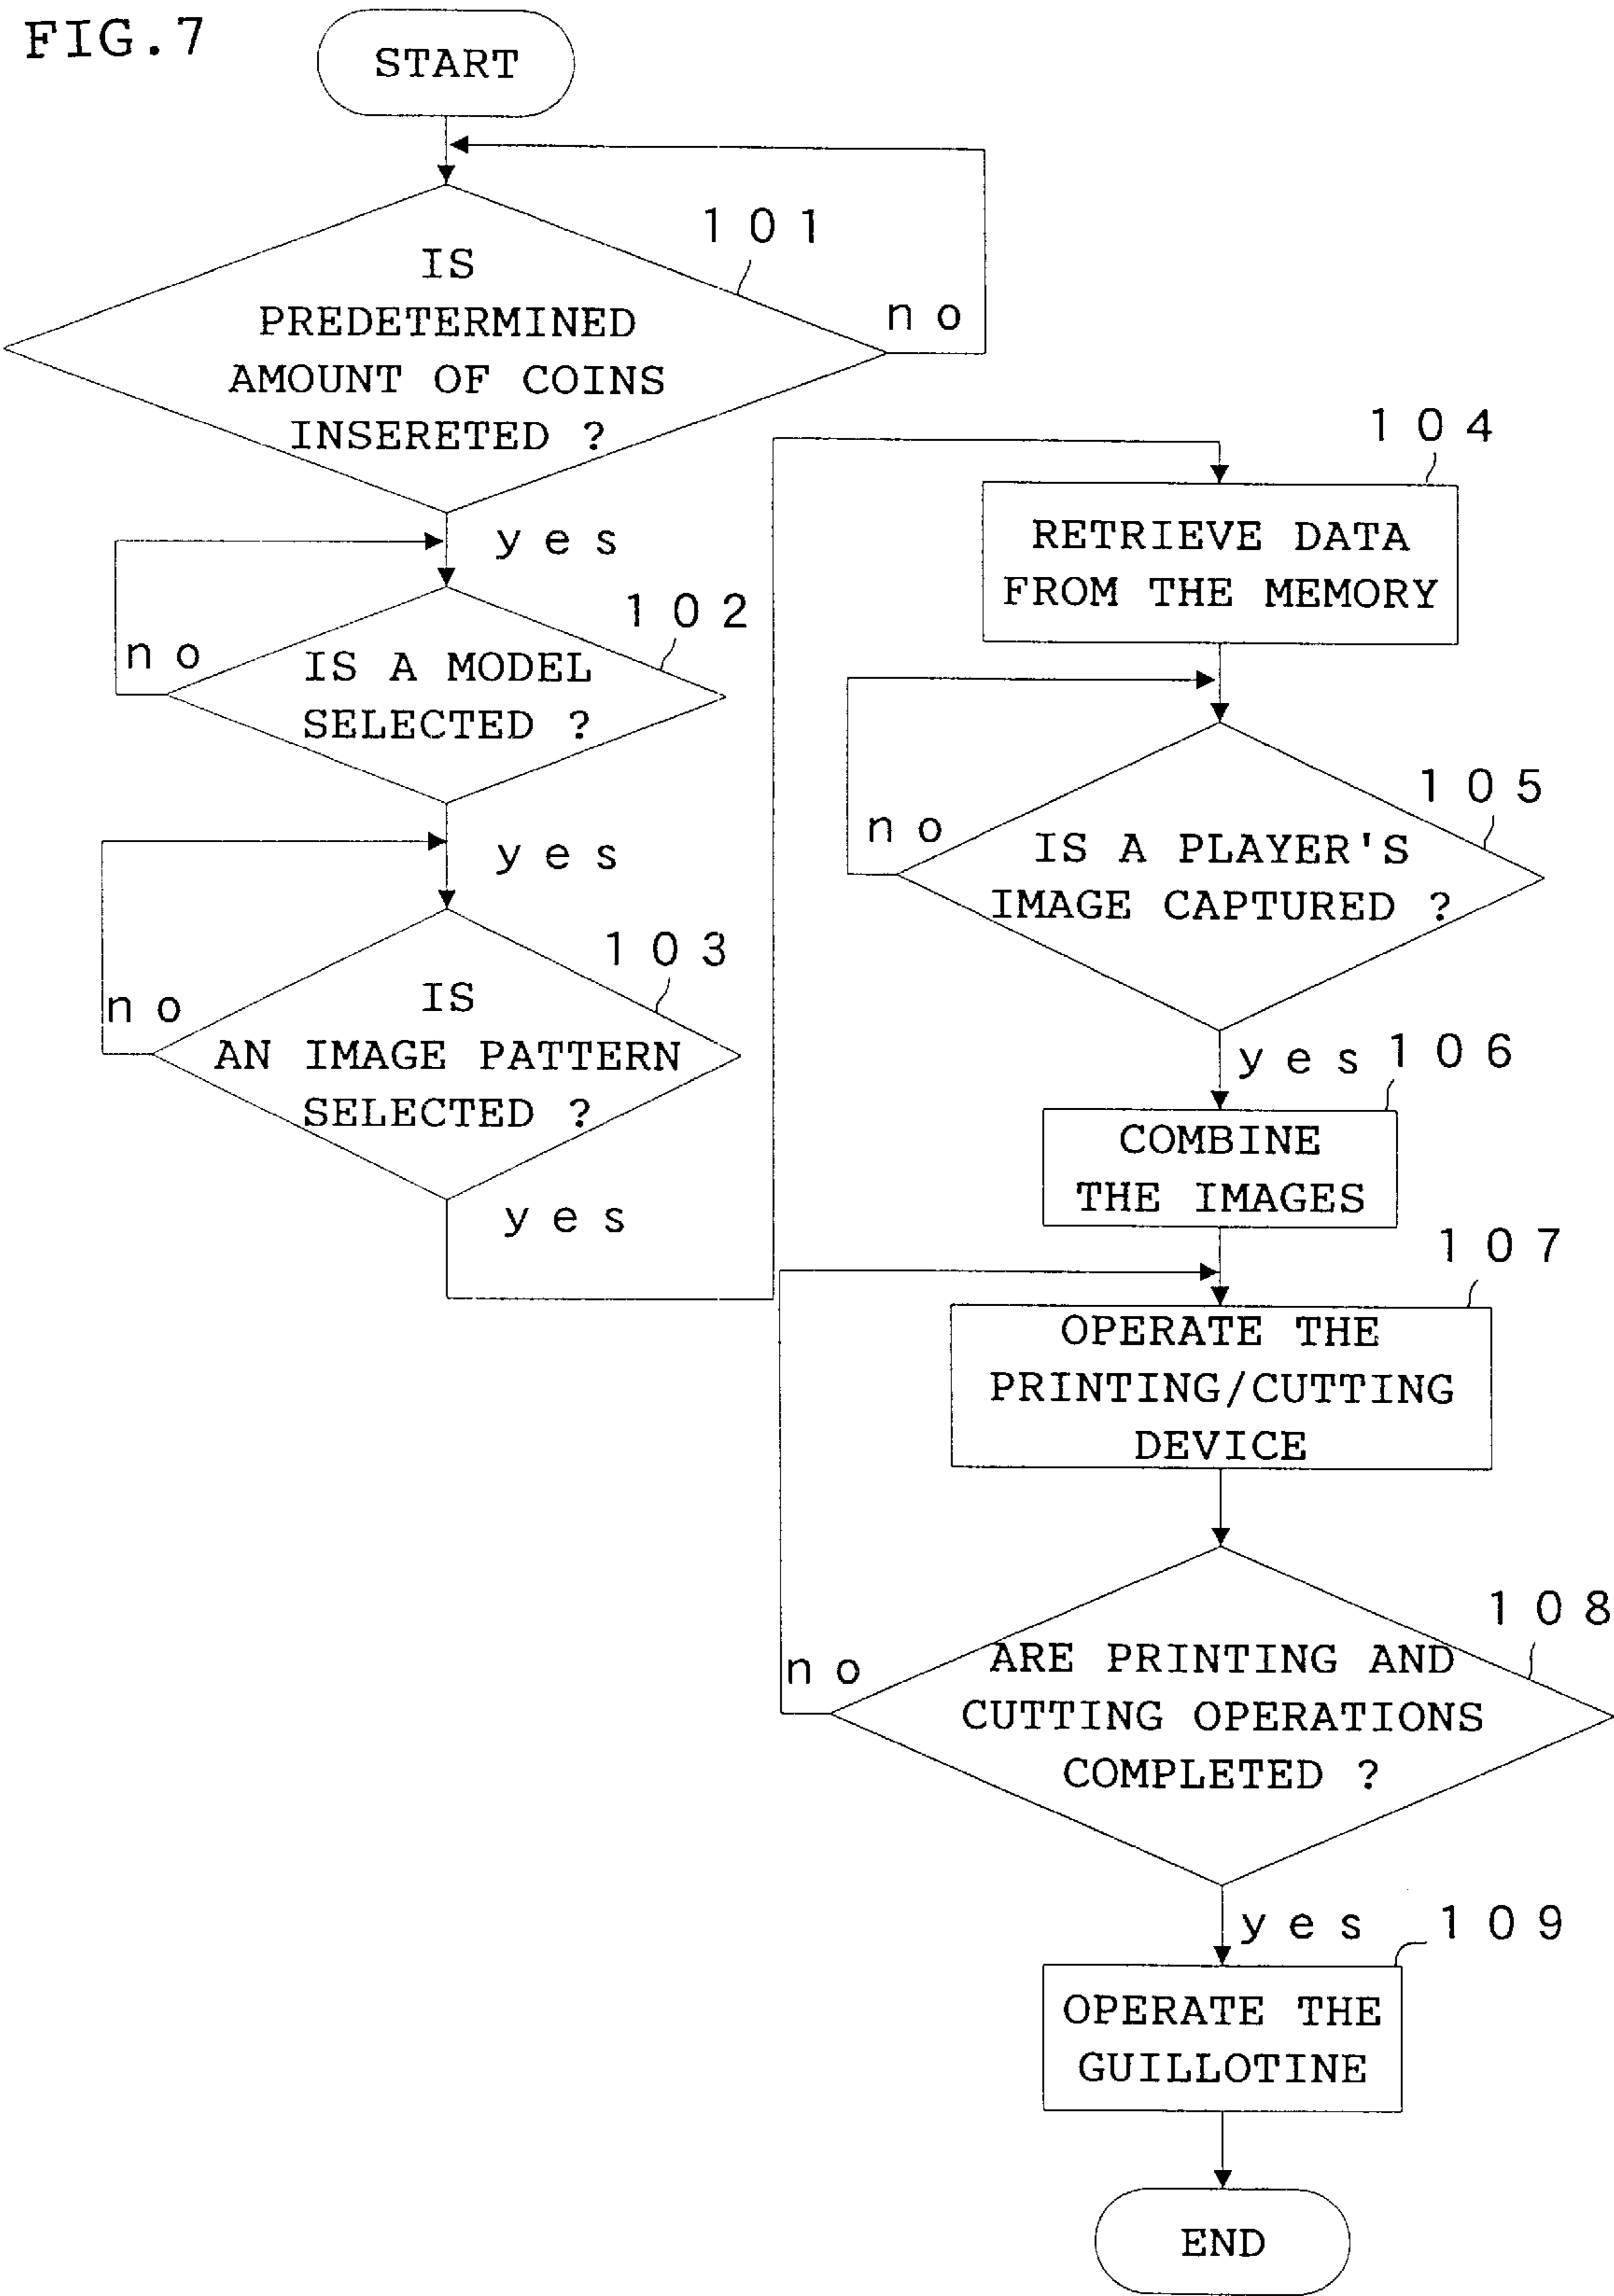 FIG.7
START
101
IS
PREDETERMINED
AMOUNT OF COINS
INSERETED ?
no
yes
102
IS A MODEL
SELECTED ?
no
yes
103
IS
AN IMAGE PATTERN
SELECTED ?
no
yes
104
RETRIEVE DATA
FROM THE MEMORY
105
IS A PLAYER'S
IMAGE CAPTURED ?
no
yes
106
COMBINE
THE IMAGES
107
OPERATE THE
PRINTING/CUTTING
DEVICE
108
ARE PRINTING AND
CUTTING OPERATIONS
COMPLETED ?
no
yes
109
OPERATE THE
GUILLOTINE
END